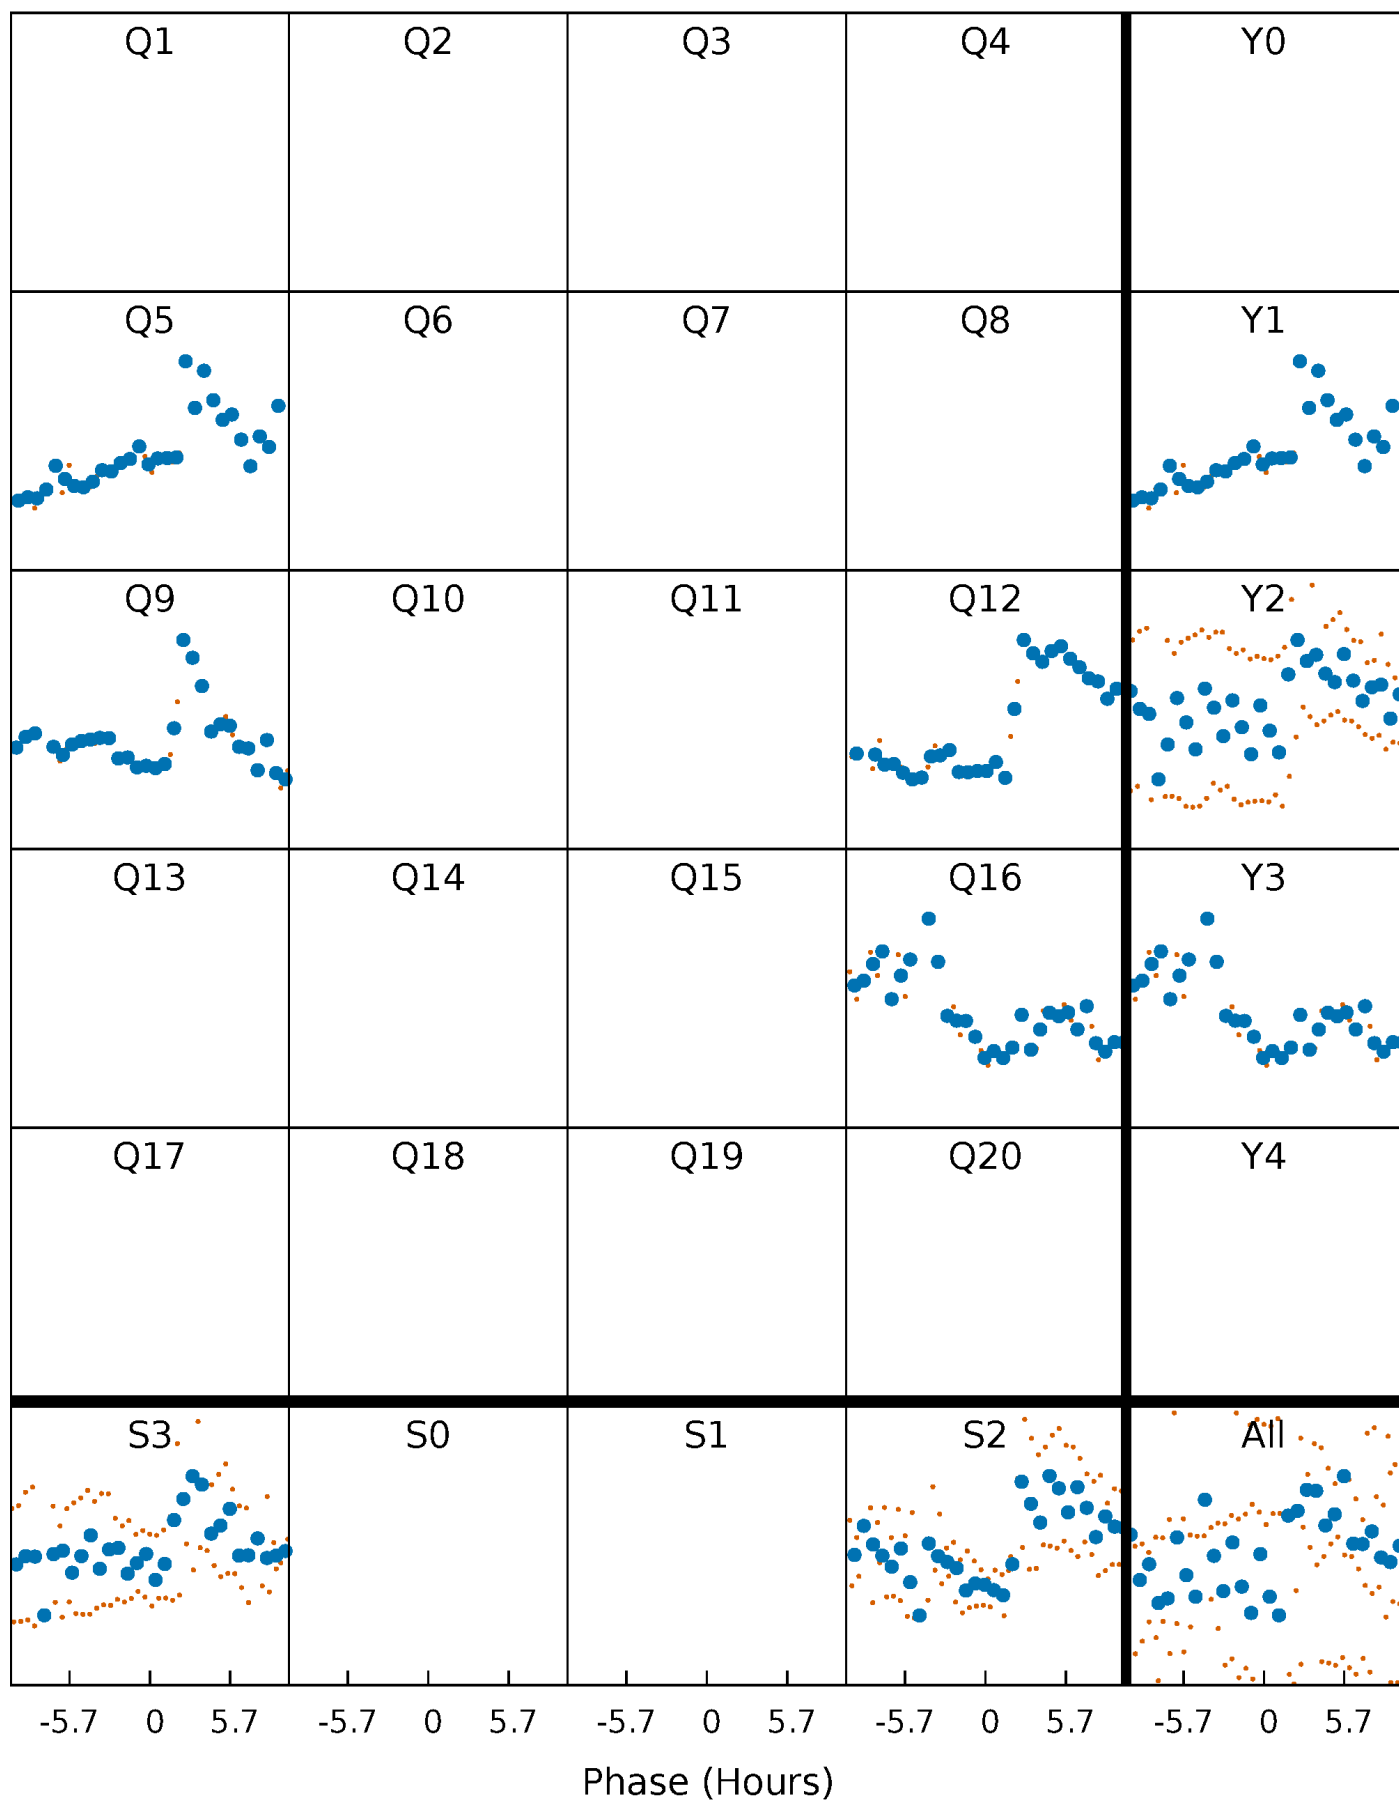 Q1 Q2 Q3 Q4 Y0
Q5 Q6 Q7 Q8 Y1
Q9 Q10 Q11 Q12 Y2
Q13 Q14 Q15 Q16 Y3
Q17 Q18 Q19 Q20 Y4
S3 S0 S1 S2 All
-5.7 0 5.7 -5.7 0 5.7 -5.7 0 5.7 -5.7 0 5.7 -5.7 0 5.7
Phase (Hours)